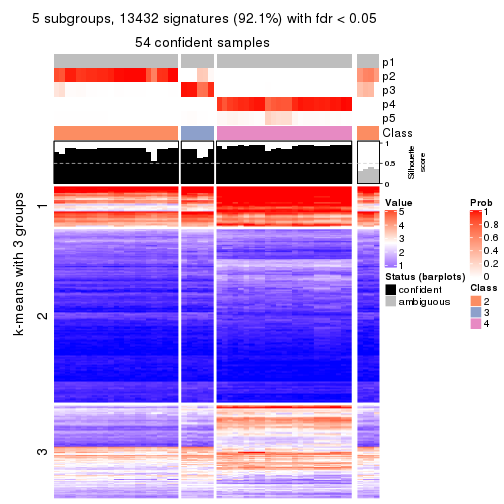 5 subgroups, 13432 signatures (92.1%) with fdr < 0.05
54 confident samples
p1
p2
p3
p4
p5
Class
1
0.5
0
Silhouette
score
k-means with 3 groups
1
2
3
Value
5
4
3
2
1
Status (barplots)
confident
ambiguous
Prob
1
0.8
0.6
0.4
0.2
0
Class
2
3
4